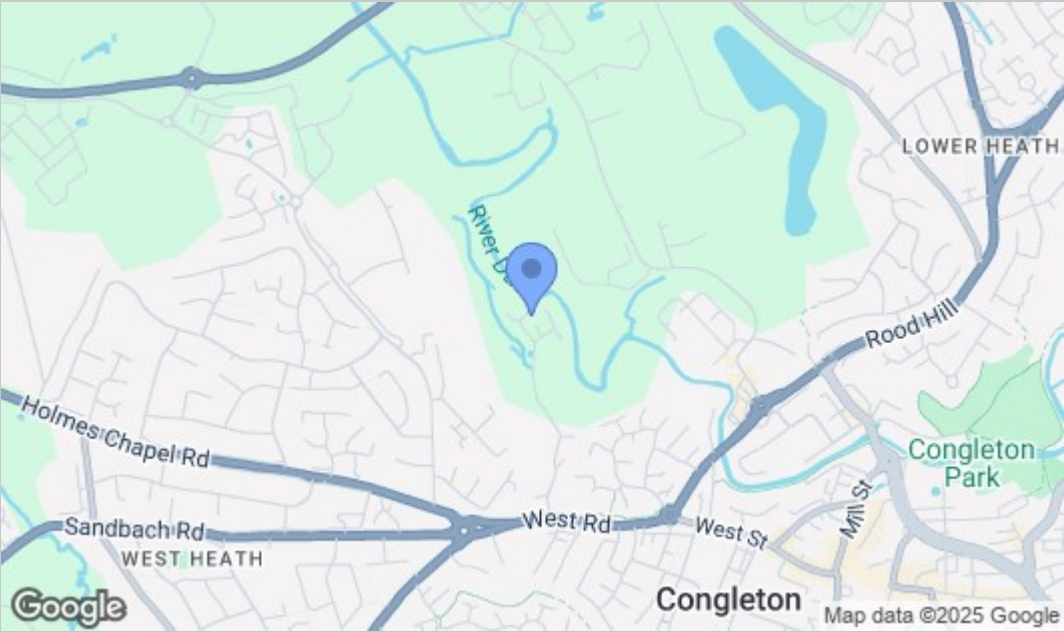 LOWER HEATH
River D
Rood Hill
Holmes Chapel Rd
Congleton
Park
Mill St
West Rd
West St
Sandbach Rd
WEST HEATH
Congleton
Google
Map data ©2025 Google